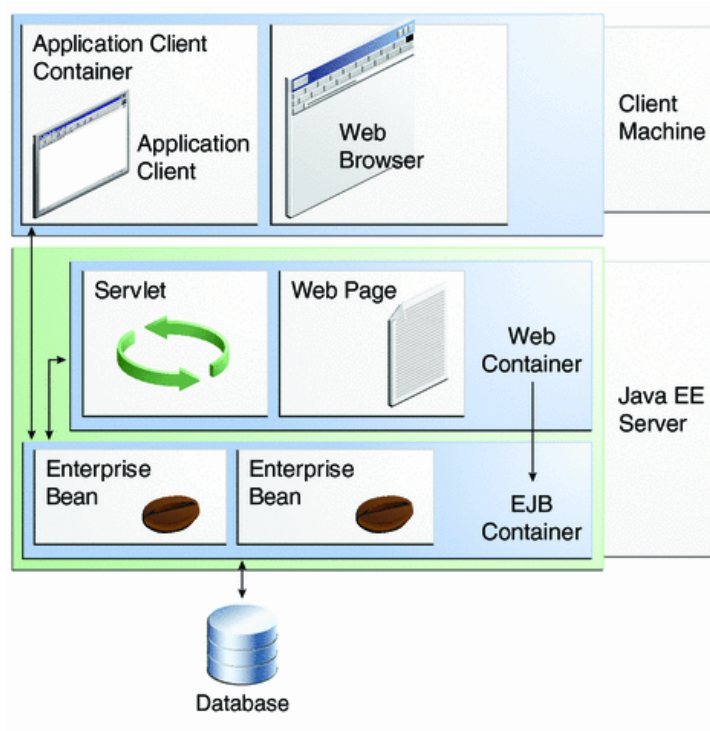 Application Client
Container
Application
Client
Web
Browser
Client
Machine
Servlet
Web Page
Web
Container
Java EE
Server
Enterprise
Bean
Enterprise
Bean
EJB
Container
Database